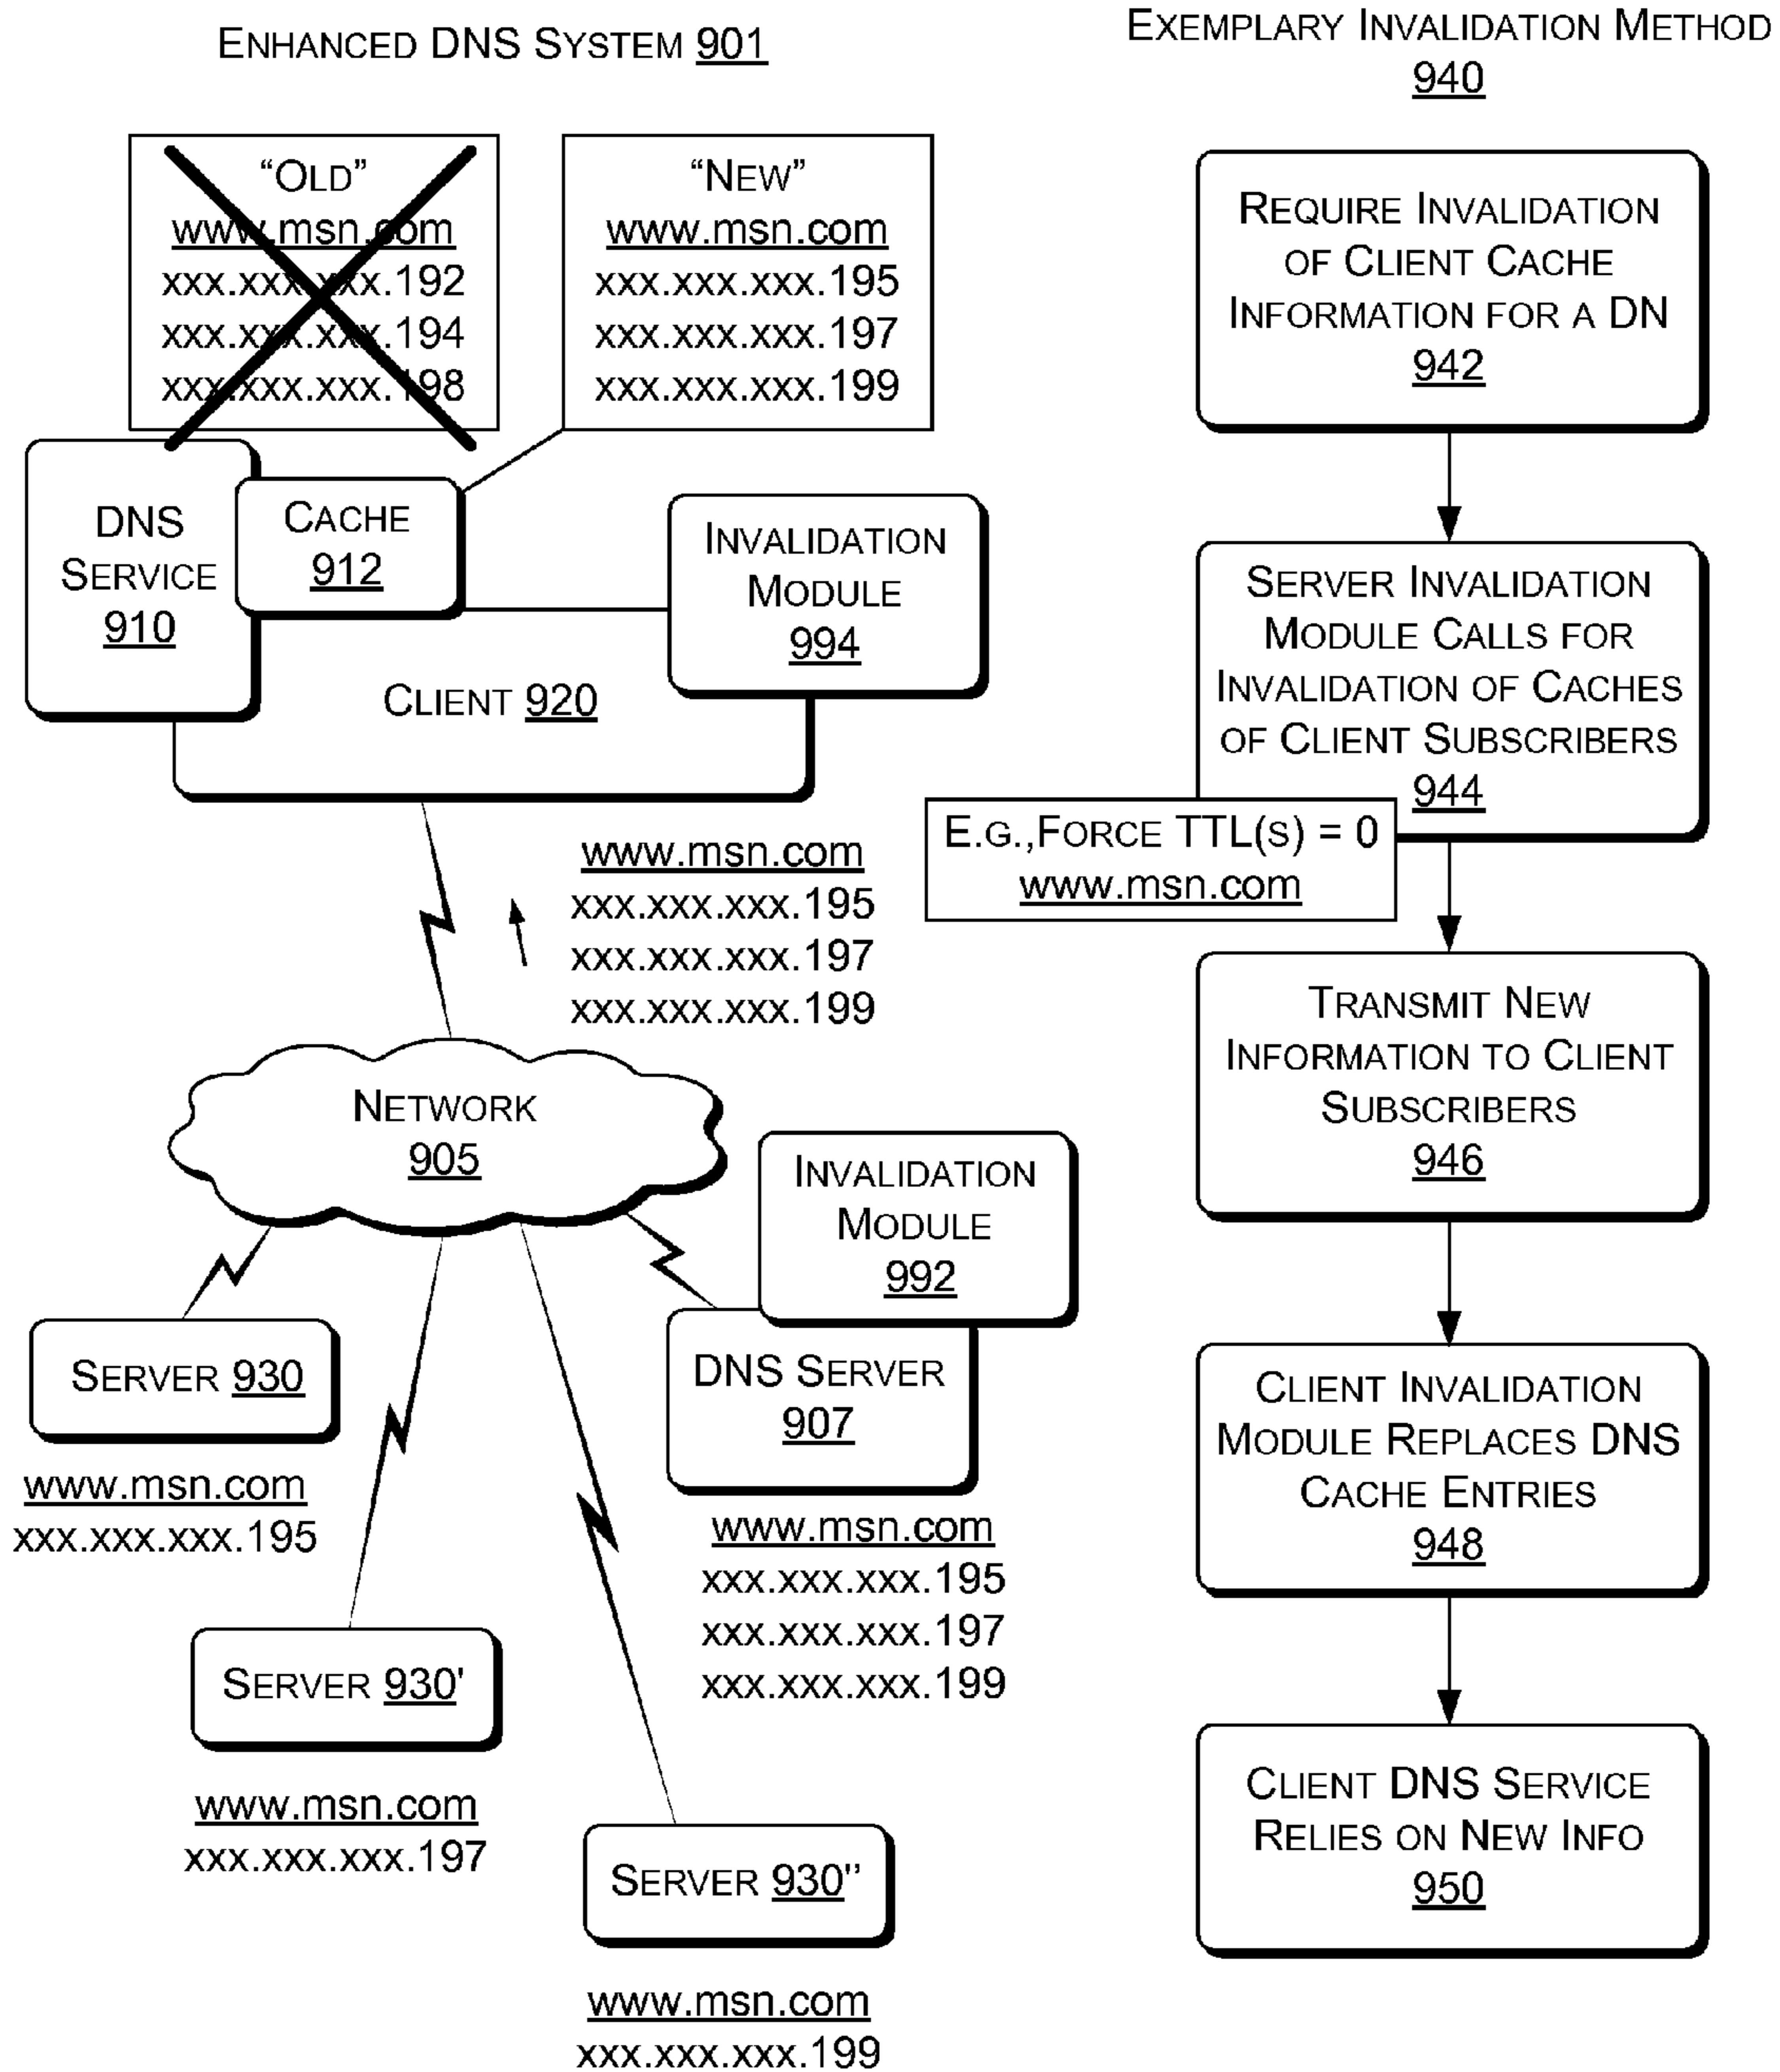 ENHANCED DNS SYSTEM 901
"OLD"
www.msn.com
xxx.xxx.xxx.192
xxx.xxx.xxx.194
xxx.xxx.xxx.198
"NEW"
www.msn.com
xxx.xxx.xxx.195
xxx.xxx.xxx.197
xxx.xxx.xxx.199
DNS
SERVICE
910
CACHE
912
INVALIDATION
MODULE
994
CLIENT 920
www.msn.com
xxx.xxx.xxx.195
xxx.xxx.xxx.197
xxx.xxx.xxx.199
NETWORK
905
INVALIDATION
MODULE
992
DNS SERVER
907
www.msn.com
xxx.xxx.xxx.195
xxx.xxx.xxx.197
xxx.xxx.xxx.199
SERVER 930
www.msn.com
xxx.xxx.xxx.195
SERVER 930'
www.msn.com
xxx.xxx.xxx.197
SERVER 930''
www.msn.com
xxx.xxx.xxx.199
EXEMPLARY INVALIDATION METHOD
940
REQUIRE INVALIDATION
OF CLIENT CACHE
INFORMATION FOR A DN
942
SERVER INVALIDATION
MODULE CALLS FOR
INVALIDATION OF CACHES
OF CLIENT SUBSCRIBERS
944
E.G.,FORCE TTL(S) = 0
www.msn.com
TRANSMIT NEW
INFORMATION TO CLIENT
SUBSCRIBERS
946
CLIENT INVALIDATION
MODULE REPLACES DNS
CACHE ENTRIES
948
CLIENT DNS SERVICE
RELIES ON NEW INFO
950